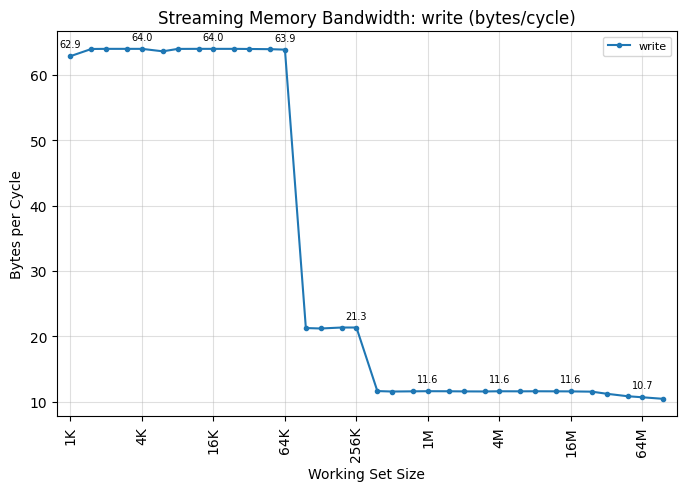 Streaming Memory Bandwidth: write (bytes/cycle)
write
62.9
64.0
64.0
63.9
21.3
11.6
11.6
11.6
10.7
Bytes per Cycle
60
50
40
30
20
10
1K
4K
16K
64K
256K
1M
4M
16M
64M
Working Set Size